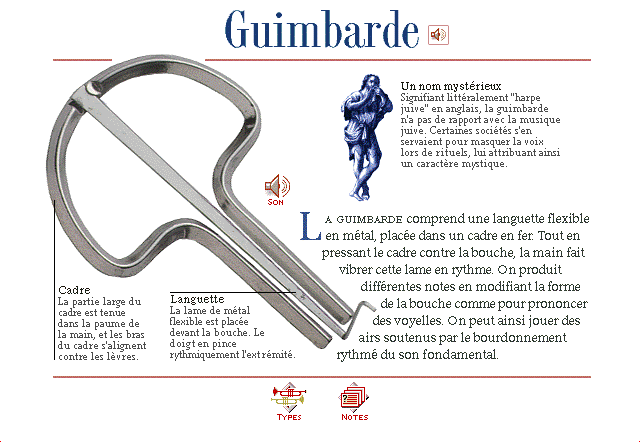 Guimbarde
Un nom mystérieux
Signifiant littéralement "harpe
juive" en anglais, la guimbarde
n'a pas de rapport avec la musique
juive. Certaines sociétés s'en
servaient pour masquer la voix
lors de rituels, lui attribuant ainsi
un caractère mystique.
SON
LA GUIMBARDE comprend une languette flexible
en métal, placée dans un cadre en fer. Tout en
pressant le cadre contre la bouche, la main fait
vibrer cette lame en rythme. On produit
différentes notes en modifiant la forme
de la bouche comme pour prononcer
des voyelles. On peut ainsi jouer des
airs soutenus par le bourdonnement
rythmé du son fondamental.
Cadre
La partie large du
cadre est tenue
dans la paume de
la main, et les bras
du cadre s'alignent
contre les lèvres.
Languette
La lame de métal
flexible est placée
devant la bouche. Le
doigt en pince
rythmiquement l'extrémité.
TYPES
NOTES